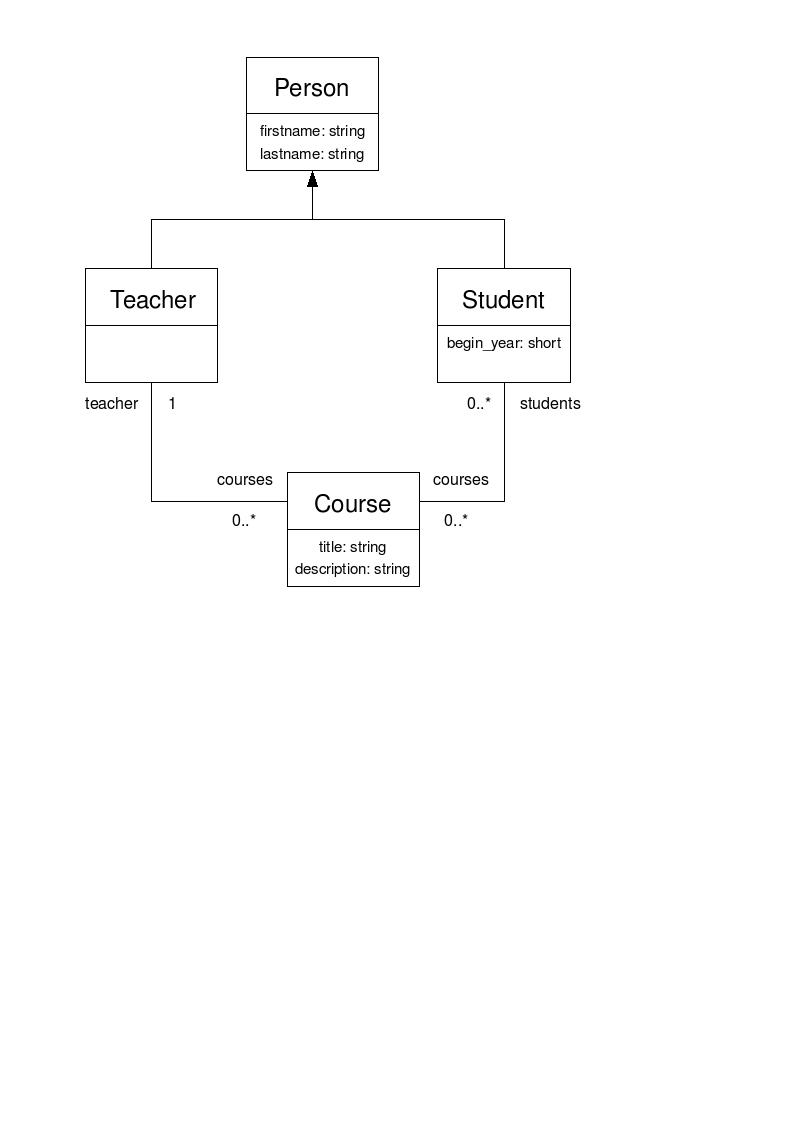 Person
firstname: string
lastname: string
Teacher
Student
begin_year: short
teacher 1
0..* students
courses
courses
Course
0..*
0..*
title: string
description: string